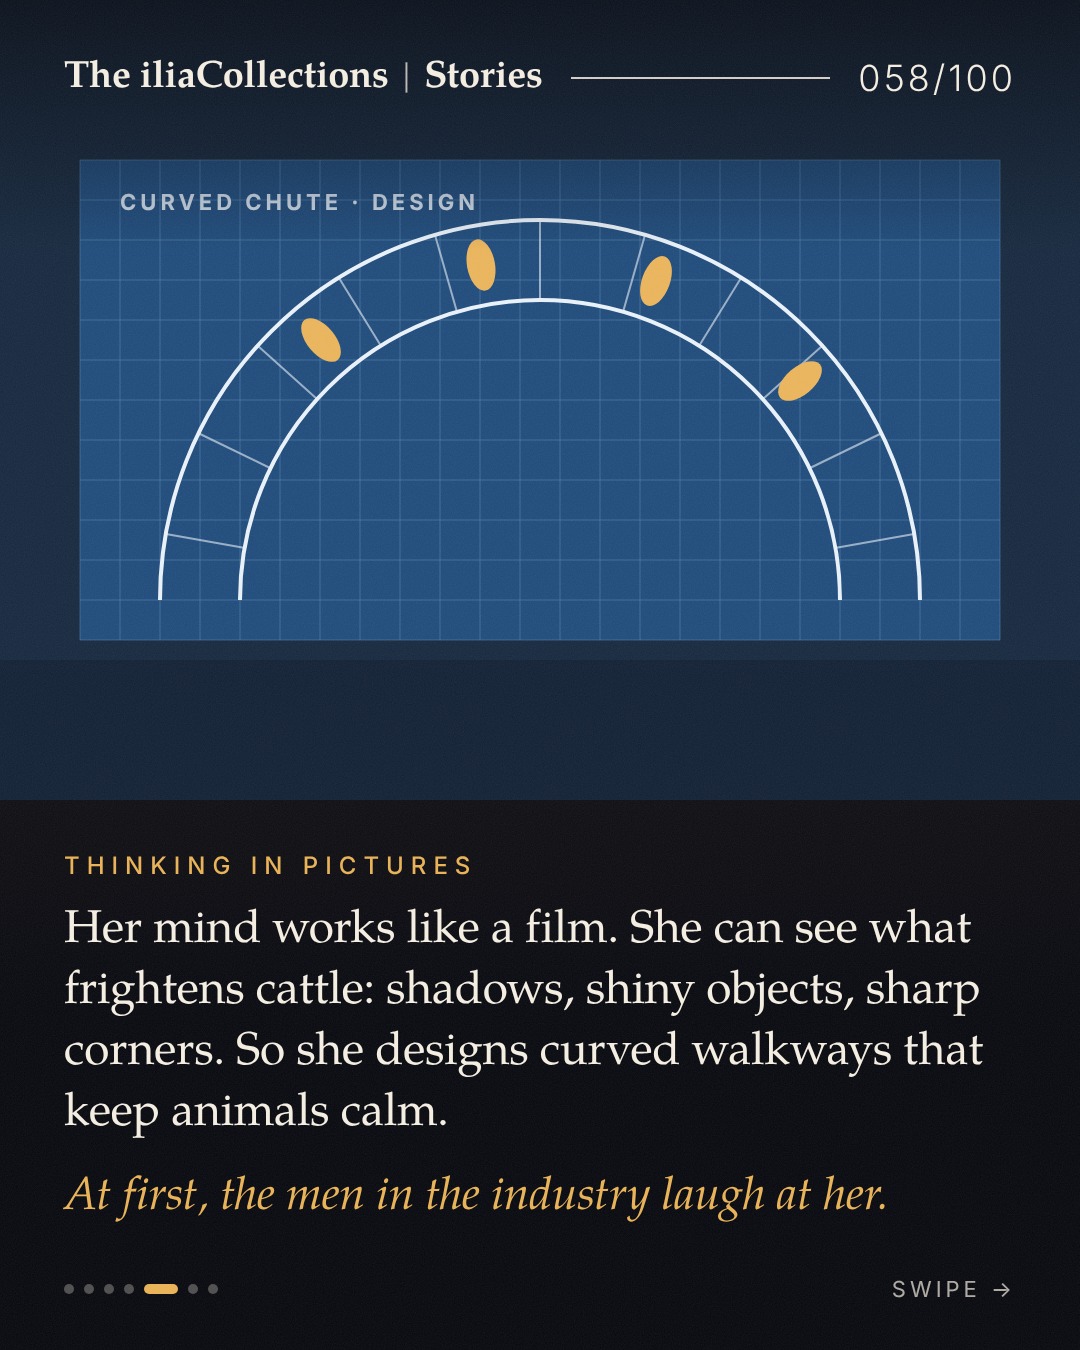 The iliaCollections | Stories 058/100
CURVED CHUTE · DESIGN
THINKING IN PICTURES
Her mind works like a film. She can see what
frightens cattle: shadows, shiny objects, sharp
corners. So she designs curved walkways that
keep animals calm.
At first, the men in the industry laugh at her.
SWIPE →